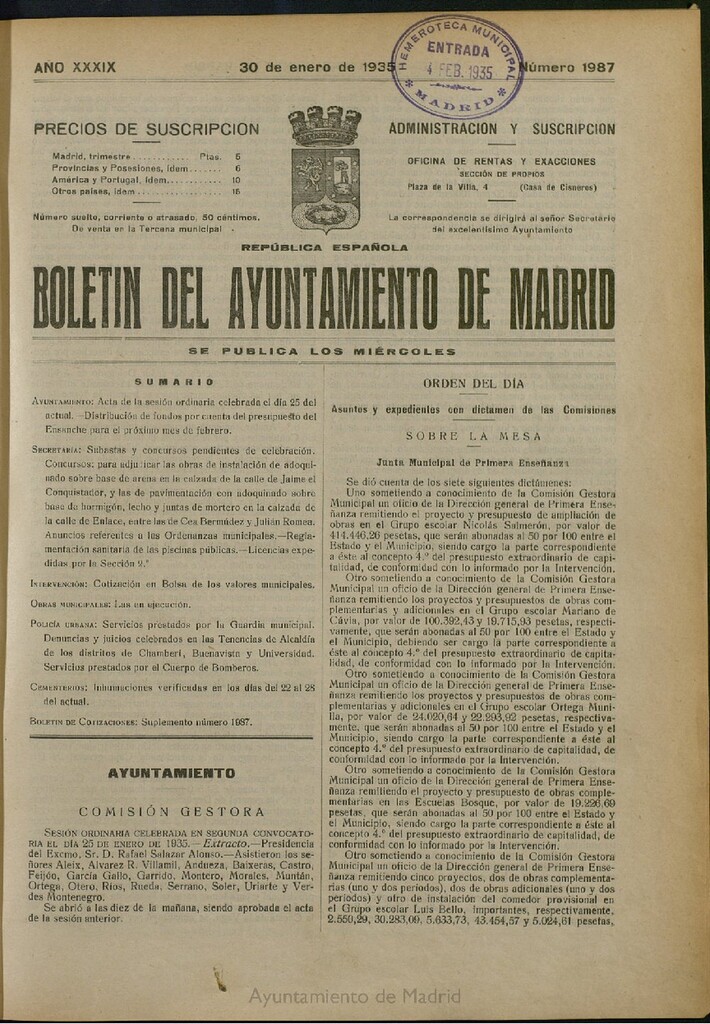 AÑO XXXIX
30 de enero de 1935
Número 1987
HEMEROTECA MUNICIPAL
ENTRADA
4 FEB. 1935
* MADRID *
PRECIOS DE SUSCRIPCION
Madrid, trimestre ........... Ptas. 5
Provincias y Posesiones, ídem ...... 6
América y Portugal, ídem ........... 10
Otros países, ídem ................. 15
Número suelto, corriente o atrasado, 50 céntimos.
De venta en la Tercena municipal
ADMINISTRACION Y SUSCRIPCION
OFICINA DE RENTAS Y EXACCIONES
SECCIÓN DE PROPIOS
Plaza de la Villa, 4 (Casa de Cisneros)
La correspondencia se dirigirá al señor Secretario
del excelentísimo Ayuntamiento
REPÚBLICA ESPAÑOLA
BOLETIN DEL AYUNTAMIENTO DE MADRID
SE PUBLICA LOS MIÉRCOLES
SUMARIO
AYUNTAMIENTO: Acta de la sesión ordinaria celebrada el día 25 del
actual. —Distribución de fondos por cuenta del presupuesto del
Ensanche para el próximo mes de febrero.
SECRETARÍA: Subastas y concursos pendientes de celebración.
Concursos: para adjudicar las obras de instalación de adoqui-
nado sobre base de arena en la calzada de la calle de Jaime el
Conquistador, y las de pavimentación con adoquinado sobre
base de hormigón, lecho y juntas de mortero en la calzada de
la calle de Enlace, entre las de Cea Bermúdez y Julián Romea.
Anuncios referentes a las Ordenanzas municipales.—Regla-
mentación sanitaria de las piscinas públicas.—Licencias expe-
didas por la Sección 2.ª
INTERVENCIÓN: Cotización en Bolsa de los valores municipales.
OBRAS MUNICIPALES: Las en ejecución.
POLICÍA URBANA: Servicios prestados por la Guardia municipal.
Denuncias y juicios celebrados en las Tenencias de Alcaldía
de los distritos de Chamberí, Buenavista y Universidad.
Servicios prestados por el Cuerpo de Bomberos.
CEMENTERIOS: Inhumaciones verificadas en los días del 22 al 28
del actual.
BOLETÍN DE COTIZACIONES: Suplemento número 1987.
AYUNTAMIENTO
COMISIÓN GESTORA
SESIÓN ORDINARIA CELEBRADA EN SEGUNDA CONVOCATO-
RIA EL DÍA 25 DE ENERO DE 1935.—Extracto.—Presidencia
del Excmo. Sr. D. Rafael Salazar Alonso.—Asistieron los se-
ñores Aleix, Alvarez R. Villamil, Andueza, Baixeras, Castro,
Feijóo, García Gallo, Garrido, Montero, Morales, Muntán,
Ortega, Otero, Ríos, Rueda, Serrano, Soler, Uriarte y Ver-
des Montenegro.
Se abrió a las diez de la mañana, siendo aprobada el acta
de la sesión anterior.
ORDEN DEL DÍA
Asuntos y expedientes con dictamen de las Comisiones
SOBRE LA MESA
Junta Municipal de Primera Enseñanza
Se dió cuenta de los siete siguientes dictámenes:
Uno sometiendo a conocimiento de la Comisión Gestora
Municipal un oficio de la Dirección general de Primera Ense-
ñanza remitiendo el proyecto y presupuesto de ampliación de
obras en el Grupo escolar Nicolás Salmerón, por valor de
414.446,26 pesetas, que serán abonadas al 50 por 100 entre el
Estado y el Municipio, siendo cargo la parte correspondiente
a éste al concepto 4.º del presupuesto extraordinario de capi-
talidad, de conformidad con lo informado por la Intervención.
Otro sometiendo a conocimiento de la Comisión Gestora
Municipal un oficio de la Dirección general de Primera Ense-
ñanza remitiendo los proyectos y presupuestos de obras com-
plementarias y adicionales en el Grupo escolar Mariano de
Cávia, por valor de 100.392,43 y 19.715,93 pesetas, respecti-
vamente, que serán abonadas al 50 por 100 entre el Estado y
el Municipio, debiendo ser cargo la parte correspondiente a
éste al concepto 4.º del presupuesto extraordinario de capita-
lidad, de conformidad con lo informado por la Intervención.
Otro sometiendo a conocimiento de la Comisión Gestora
Municipal un oficio de la Dirección general de Primera Ense-
ñanza remitiendo los proyectos y presupuestos de obras com-
plementarias y adicionales en el Grupo escolar Ortega Muni-
lla, por valor de 24.020,64 y 22.293,92 pesetas, respectiva-
mente, que serán abonadas al 50 por 100 entre el Estado y el
Municipio, siendo cargo la parte correspondiente a éste al
concepto 4.º del presupuesto extraordinario de capitalidad, de
conformidad con lo informado por la Intervención.
Otro sometiendo a conocimiento de la Comisión Gestora
Municipal un oficio de la Dirección general de Primera Ense-
ñanza remitiendo el proyecto y presupuesto de obras comple-
mentarias en las Escuelas Bosque, por valor de 19.226,69
pesetas, que serán abonadas al 50 por 100 entre el Estado y
el Municipio, siendo cargo la parte correspondiente a éste al
concepto 4.º del presupuesto extraordinario de capitalidad, de
conformidad con lo informado por la Intervención.
Otro sometiendo a conocimiento de la Comisión Gestora
Municipal un oficio de la Dirección general de Primera Ense-
ñanza remitiendo cinco proyectos, dos de obras complementa-
rias (uno y dos períodos), dos de obras adicionales (uno y dos
períodos) y otro de instalación del comedor provisional en
el Grupo escolar Luis Bello, importantes, respectivamente,
2.550,29, 30.283,09, 5.633,73, 43.454,57 y 5.024,61 pesetas,
Ayuntamiento de Madrid